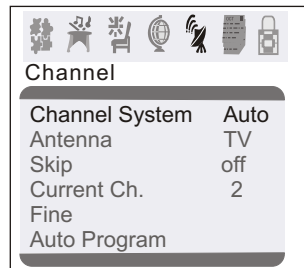 Channel
Channel System Auto
Antenna TV
Skip off
Current Ch. 2
Fine
Auto Program